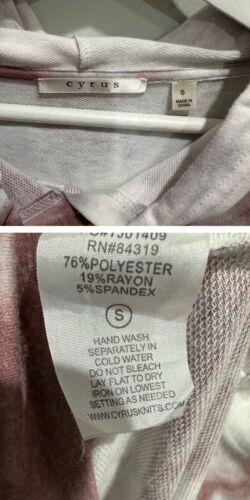 cyrus
S
MADE IN
CHINA
RN#84319
76%POLYESTER
19%RAYON
5%SPANDEX
S
HAND WASH
SEPARATELY IN
COLD WATER
DO NOT BLEACH
LAY FLAT TO DRY
IRON ON LOWEST
SETTING AS NEEDED
WWW.CYRUSKNITS.COM